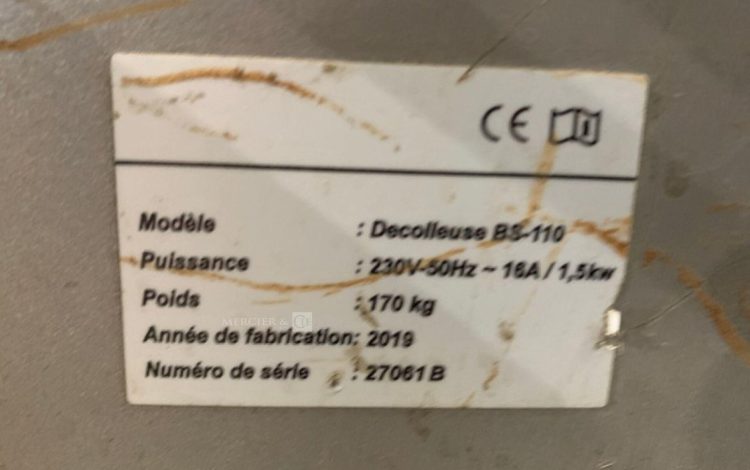 CE
Modèle : Decolleuse BS-110
Puissance : 230V-50Hz ~ 16A / 1,5kw
Poids : 170 kg
MERCIER &
Année de fabrication: 2019
Numéro de série : 27061 B